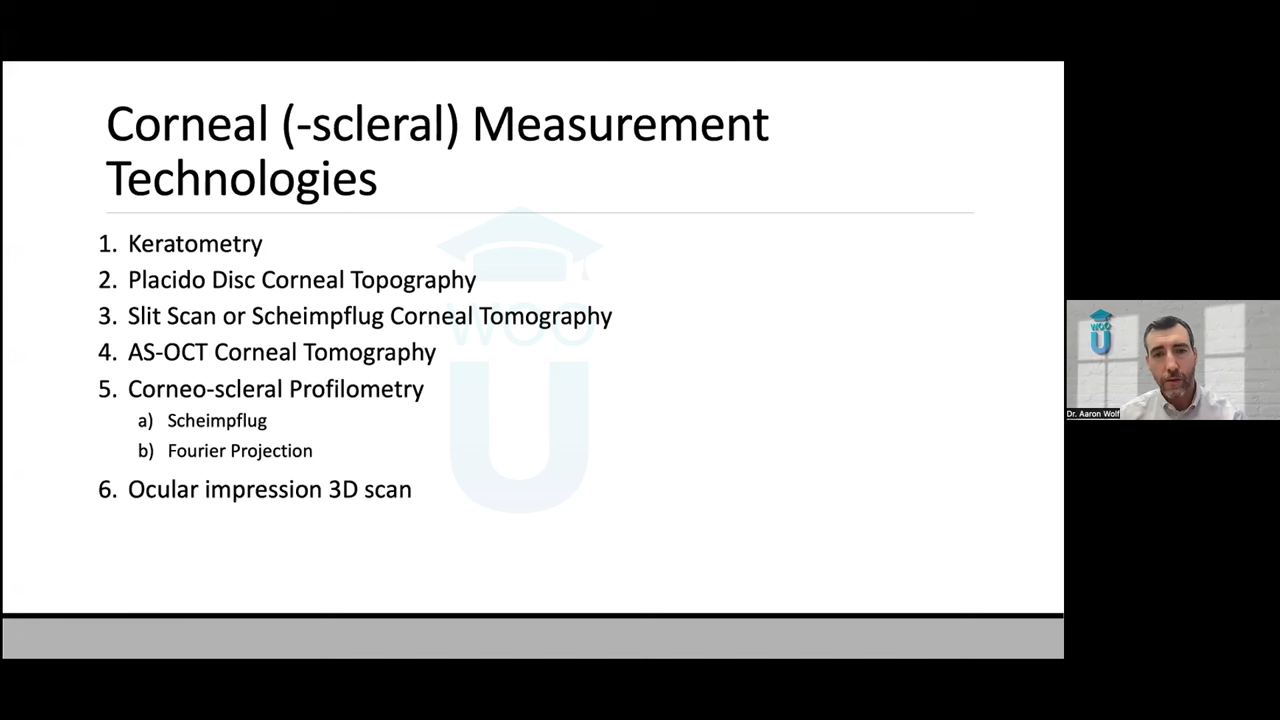 Corneal (-scleral) Measurement
Technologies
1. Keratometry
2. Placido Disc Corneal Topography
3. Slit Scan or Scheimpflug Corneal Tomography
4. AS-OCT Corneal Tomography
5. Corneo-scleral Profilometry
a) Scheimpflug
b) Fourier Projection
6. Ocular impression 3D scan
WOO
U
WOO
U
Dr. Aaron Wolf